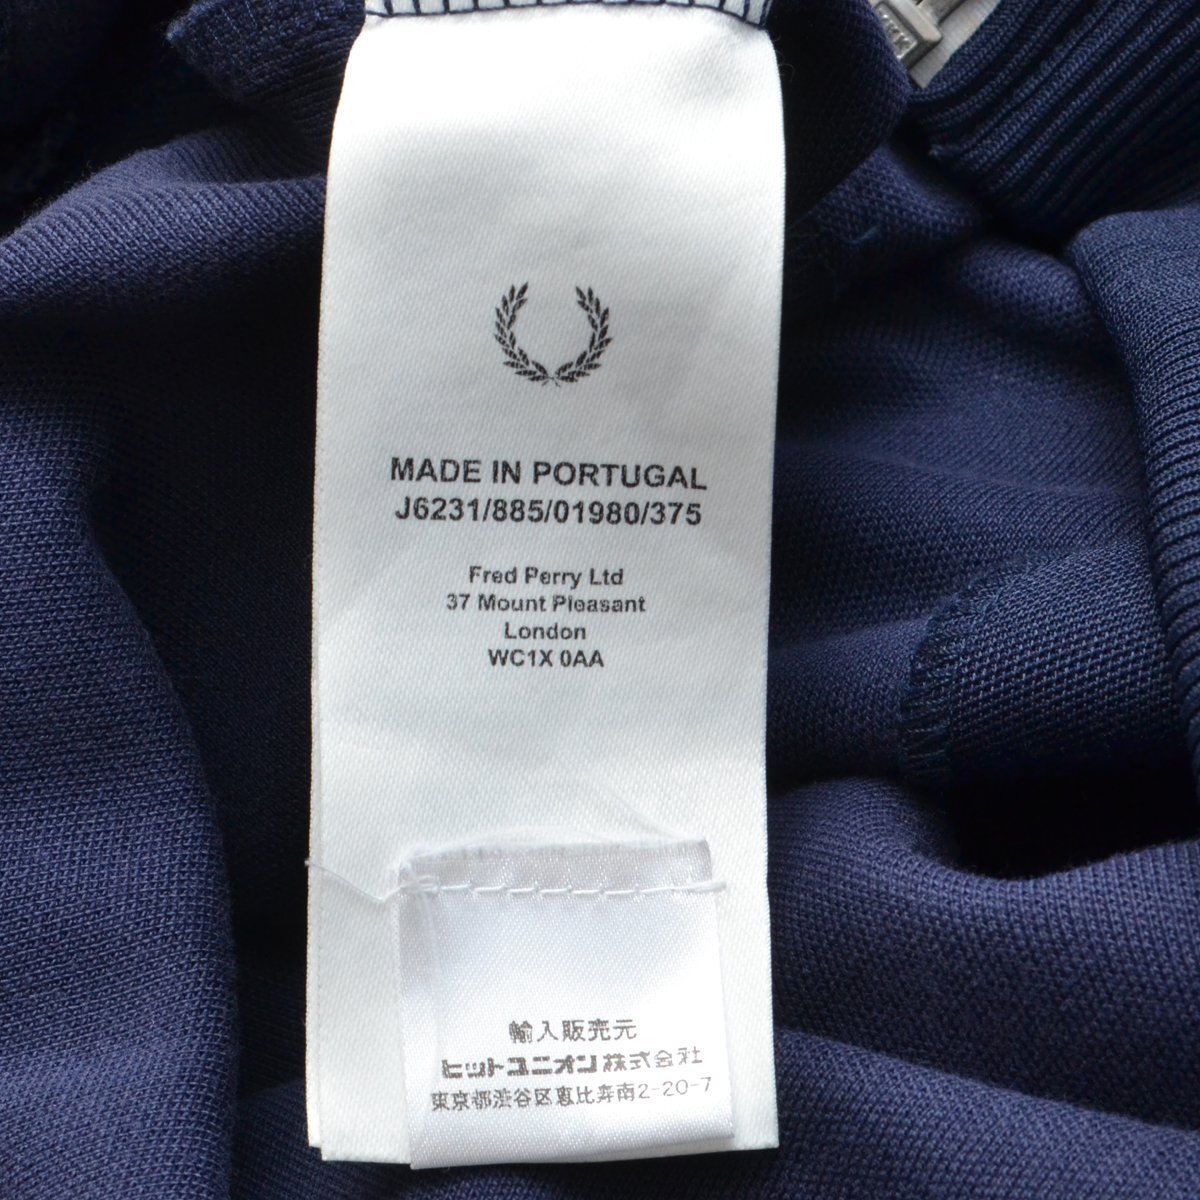 MADE IN PORTUGAL
J6231/885/01980/375
Fred Perry Ltd
37 Mount Pleasant
London
WC1X 0AA
輸入販売元
ヒットユニオン株式会社
東京都渋谷区恵比寿南2-20-7